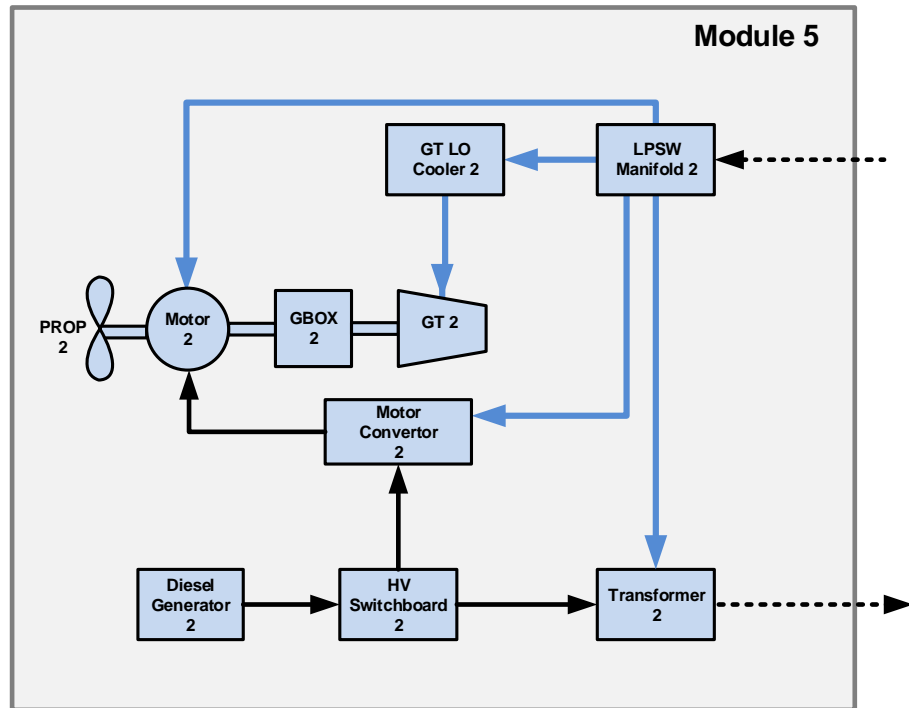 Module 5
GT LO
Cooler 2
LPSW
Manifold 2
PROP
2
Motor
2
GBOX
2
GT 2
Motor
Convertor
2
Diesel
Generator
2
HV
Switchboard
2
Transformer
2